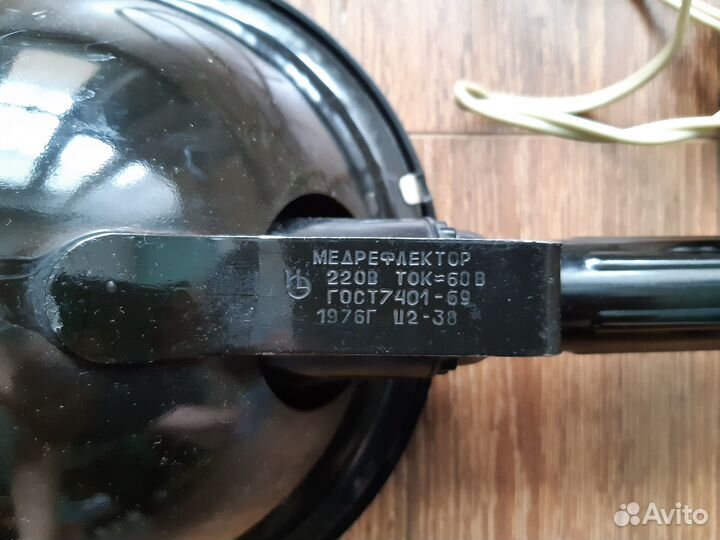 МЕДРЕФЛЕКТОР
220В ТОК≈60В
ГОСТ7401-69
1976Г Ц2-38
Avito